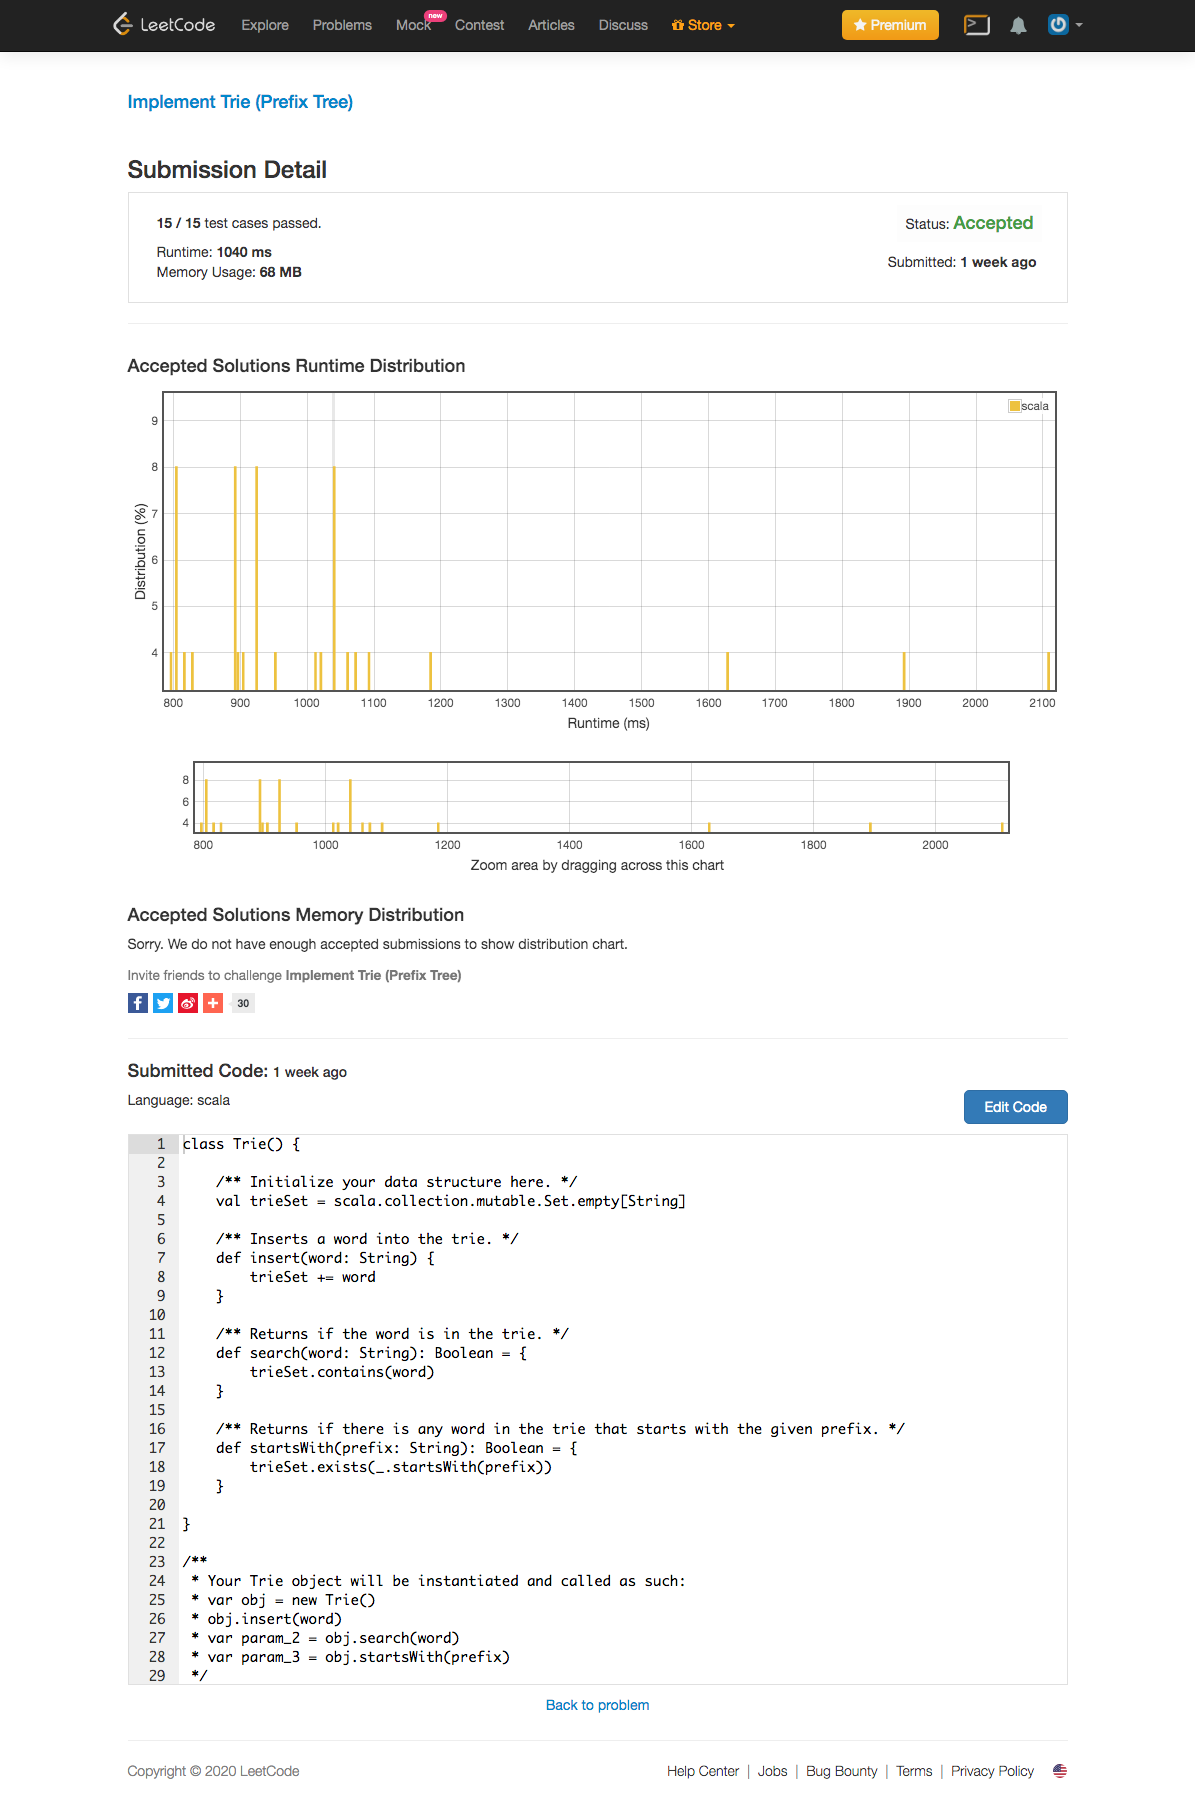 LeetCode Explore Problems Mock new Contest Articles Discuss Store Premium
Implement Trie (Prefix Tree)
Submission Detail
15 / 15 test cases passed.
Status: Accepted
Runtime: 1040 ms
Memory Usage: 68 MB
Submitted: 1 week ago
Accepted Solutions Runtime Distribution
scala
9
8
7
6
5
4
Distribution (%)
800 900 1000 1100 1200 1300 1400 1500 1600 1700 1800 1900 2000 2100
Runtime (ms)
8
6
4
800 1000 1200 1400 1600 1800 2000
Zoom area by dragging across this chart
Accepted Solutions Memory Distribution
Sorry. We do not have enough accepted submissions to show distribution chart.
Invite friends to challenge Implement Trie (Prefix Tree)
30
Submitted Code: 1 week ago
Language: scala
Edit Code
1 class Trie() {
2
3     /** Initialize your data structure here. */
4     val trieSet = scala.collection.mutable.Set.empty[String]
5
6     /** Inserts a word into the trie. */
7     def insert(word: String) {
8         trieSet += word
9     }
10
11     /** Returns if the word is in the trie. */
12     def search(word: String): Boolean = {
13         trieSet.contains(word)
14     }
15
16     /** Returns if there is any word in the trie that starts with the given prefix. */
17     def startsWith(prefix: String): Boolean = {
18         trieSet.exists(_.startsWith(prefix))
19     }
20
21 }
22
23 /**
24  * Your Trie object will be instantiated and called as such:
25  * var obj = new Trie()
26  * obj.insert(word)
27  * var param_2 = obj.search(word)
28  * var param_3 = obj.startsWith(prefix)
29  */
Back to problem
Copyright © 2020 LeetCode
Help Center | Jobs | Bug Bounty | Terms | Privacy Policy